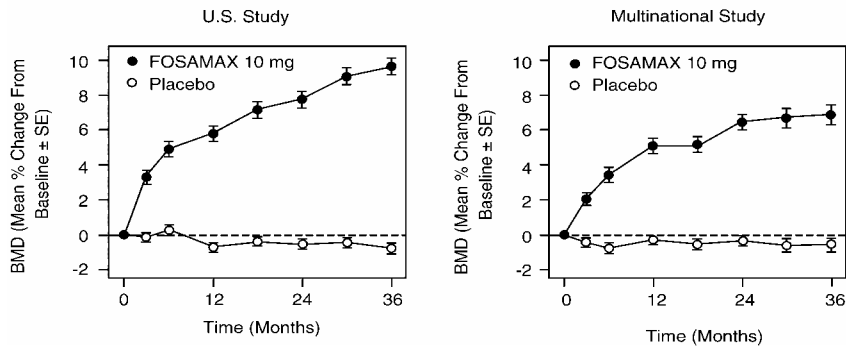 U.S. Study
BMD (Mean % Change From
Baseline ± SE)
10
8
6
4
2
0
-2
FOSAMAX 10 mg
Placebo
0
12
24
36
Time (Months)
Multinational Study
BMD (Mean % Change From
Baseline ± SE)
10
8
6
4
2
0
-2
FOSAMAX 10 mg
Placebo
0
12
24
36
Time (Months)